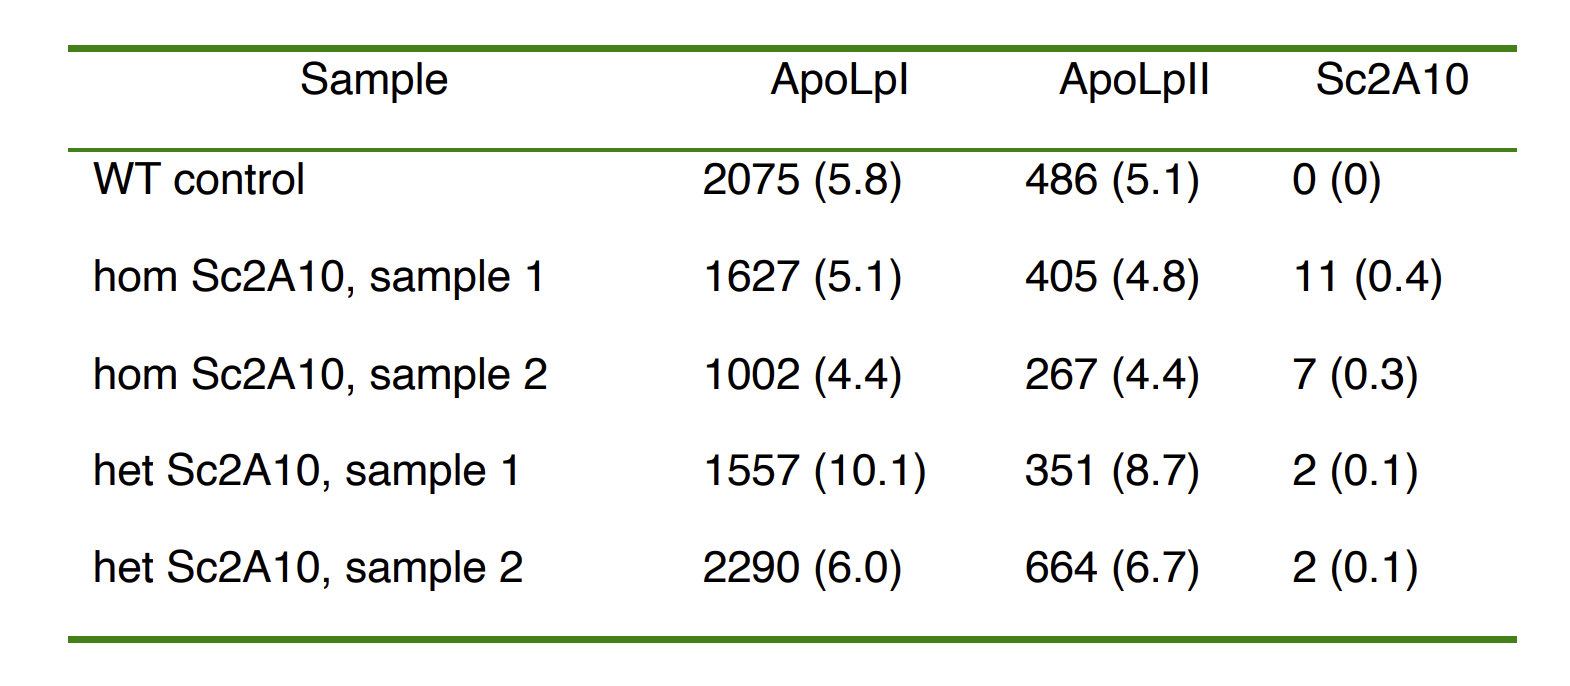 Sample ApoLpI ApoLpII Sc2A10
WT control 2075 (5.8) 486 (5.1) 0 (0)
hom Sc2A10, sample 1 1627 (5.1) 405 (4.8) 11 (0.4)
hom Sc2A10, sample 2 1002 (4.4) 267 (4.4) 7 (0.3)
het Sc2A10, sample 1 1557 (10.1) 351 (8.7) 2 (0.1)
het Sc2A10, sample 2 2290 (6.0) 664 (6.7) 2 (0.1)